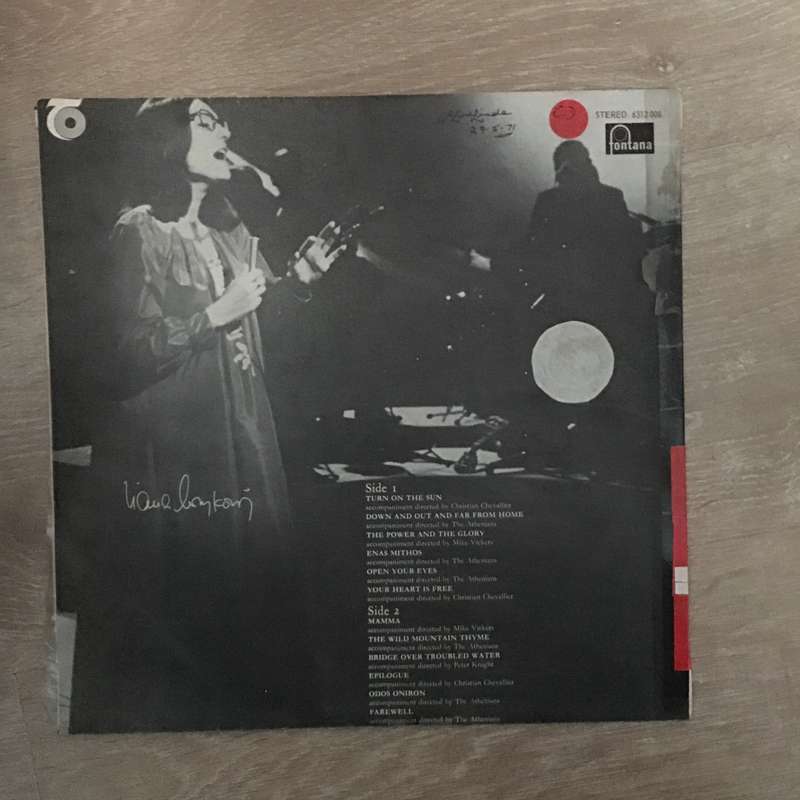 29-5-71
STEREO 6312 008
fontana
Side 1
TURN ON THE SUN
accompaniment directed by Christian Chevallier
DOWN AND OUT AND FAR FROM HOME
accompaniment directed by The Athenians
THE POWER AND THE GLORY
accompaniment directed by Mike Vickers
ENAS MITHOS
accompaniment directed by The Athenians
OPEN YOUR EYES
accompaniment directed by The Athenians
YOUR HEART IS FREE
accompaniment directed by Christian Chevallier
Side 2
MAMMA
accompaniment directed by Mike Vickers
THE WILD MOUNTAIN THYME
accompaniment directed by The Athenians
BRIDGE OVER TROUBLED WATER
accompaniment directed by Peter Knight
EPILOGUE
accompaniment directed by Christian Chevallier
ODOS ONIRON
accompaniment directed by The Athenians
FAREWELL
accompaniment directed by The Athenians